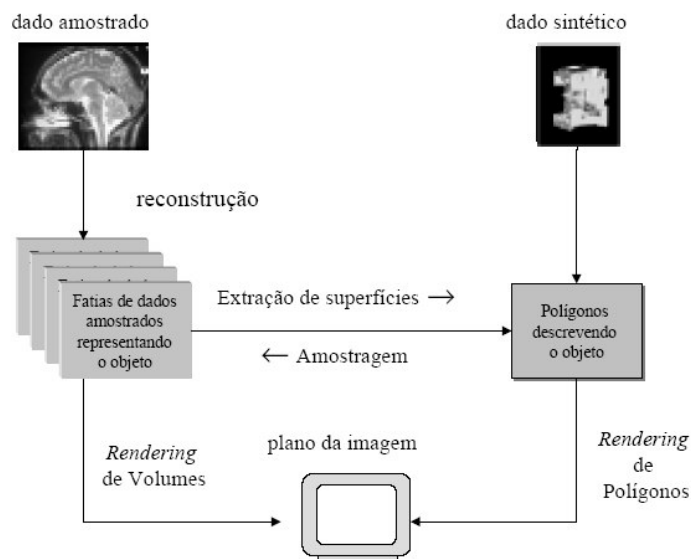 dado amostrado
dado sintético
reconstrução
Fatias de dados
amostrados
representando
o objeto
Extração de superfícies →
← Amostragem
Polígonos
descrevendo
o objeto
Rendering
de Volumes
plano da imagem
Rendering
de
Polígonos